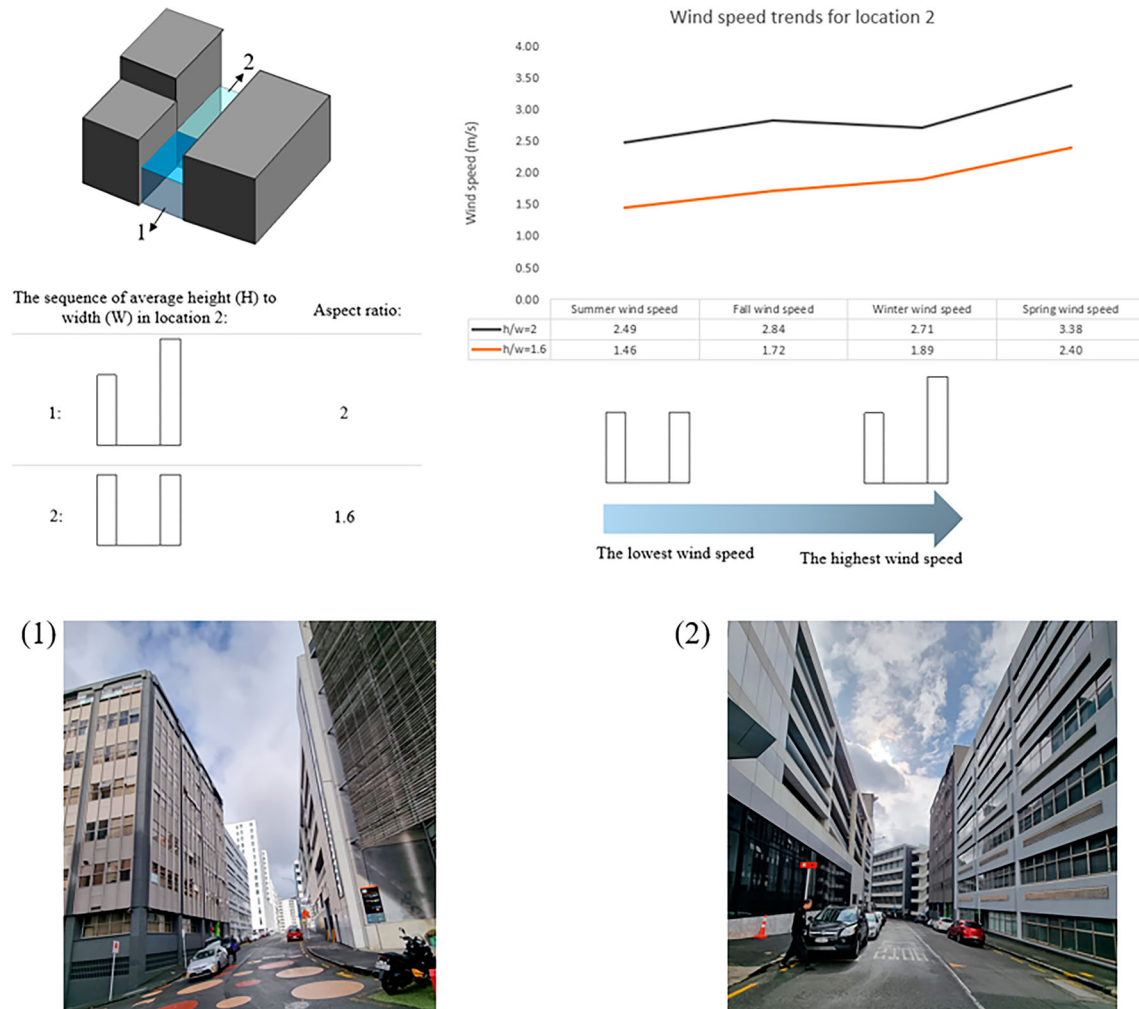 2
1
The sequence of average height (H) to
width (W) in location 2:
Aspect ratio:
1:
2
2:
1.6
Wind speed trends for location 2
Wind speed (m/s)
4.00
3.50
3.00
2.50
2.00
1.50
1.00
0.50
0.00
Summer wind speed Fall wind speed Winter wind speed Spring wind speed
h/w=2 2.49 2.84 2.71 3.38
h/w=1.6 1.46 1.72 1.89 2.40
The lowest wind speed
The highest wind speed
(1)
(2)